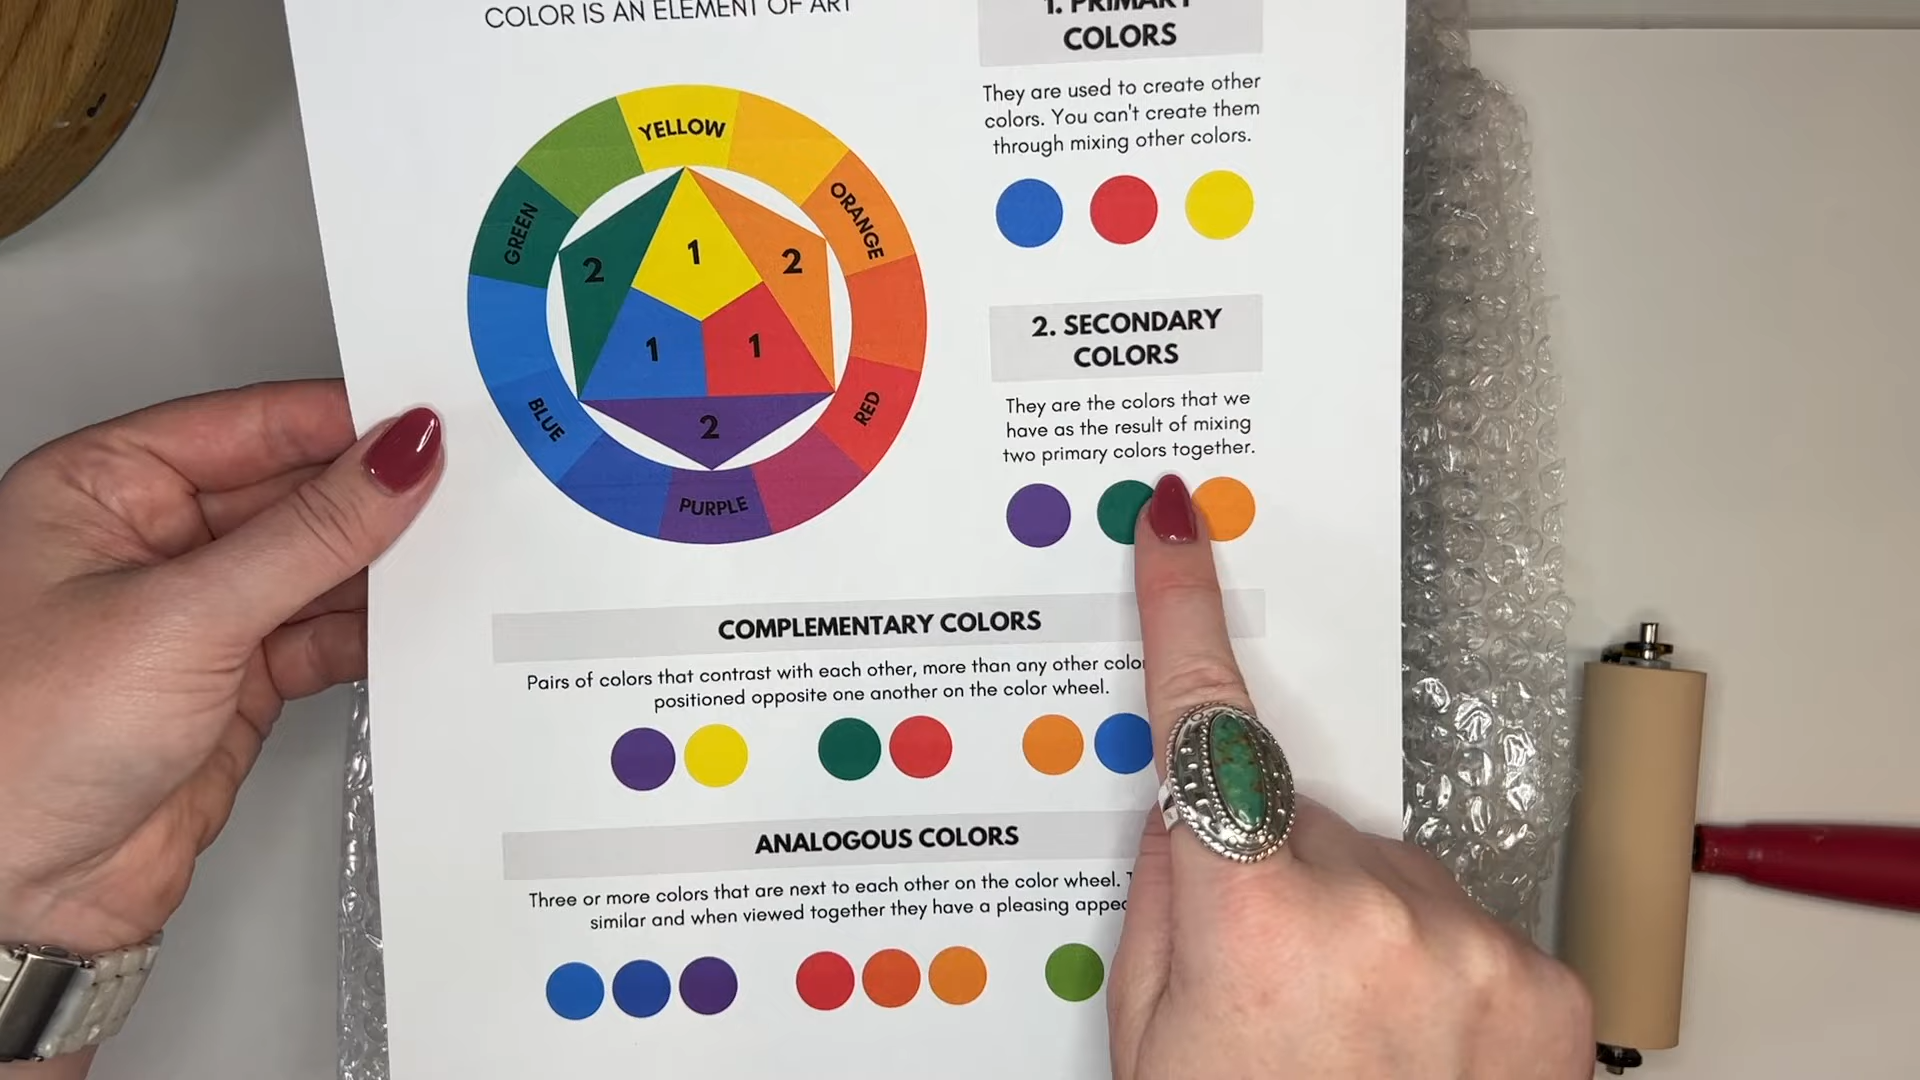 COLOR IS AN ELEMENT OF ART
YELLOW
ORANGE
RED
PURPLE
BLUE
GREEN
1
2
2
1
1
2
1. PRIMARY
COLORS
They are used to create other
colors. You can't create them
through mixing other colors.
2. SECONDARY
COLORS
They are the colors that we
have as the result of mixing
two primary colors together.
COMPLEMENTARY COLORS
Pairs of colors that contrast with each other, more than any other
positioned opposite one another on the color wheel.
ANALOGOUS COLORS
Three or more colors that are next to each other on the color wheel.
similar and when viewed together they have a pleasing